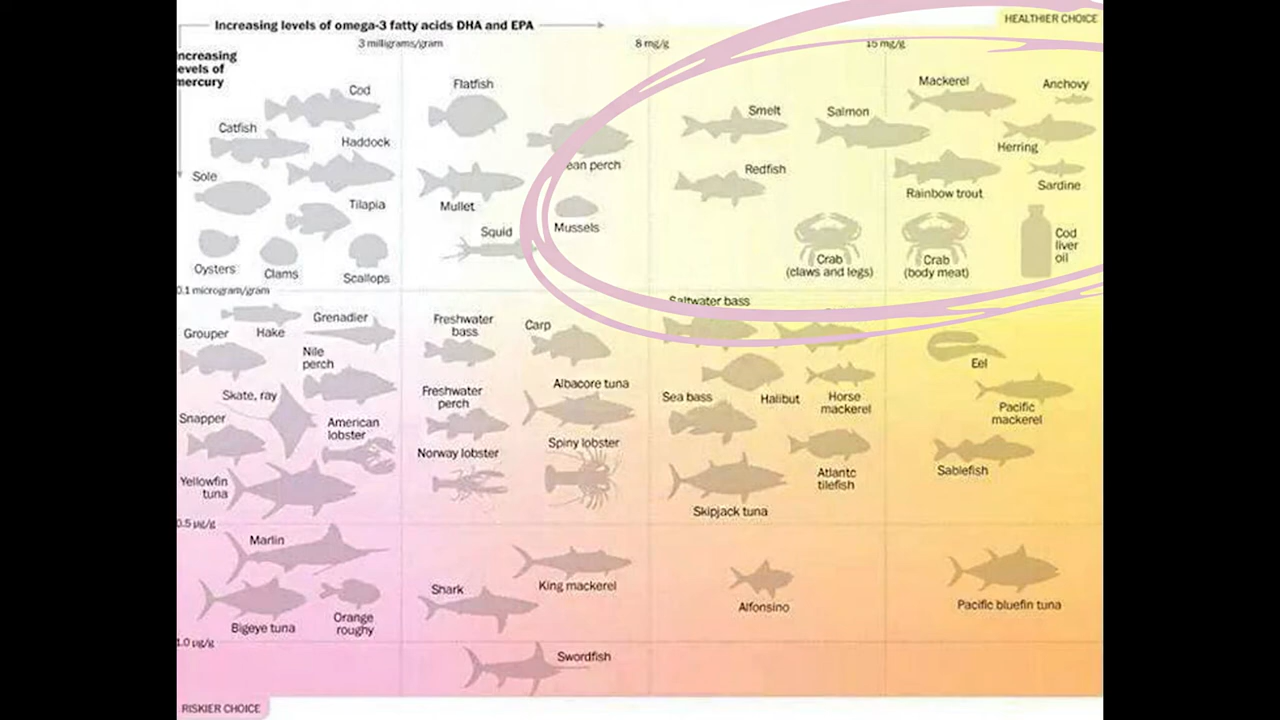 Increasing levels of omega-3 fatty acids DHA and EPA
HEALTHIER CHOICE
3 milligrams/gram
8 mg/g
15 mg/g
ncreasing
evels of
mercury
Cod
Flatfish
Mackerel
Anchovy
Catfish
Haddock
Smelt
Salmon
Herring
ean perch
Redfish
Sole
Tilapia
Mullet
Rainbow trout
Sardine
Squid
Mussels
Oysters
Clams
Scallops
Crab
(claws and legs)
Crab
(body meat)
Cod
liver
oil
0.1 microgram/gram
Saltwater bass
Grouper
Hake
Grenadier
Nile
perch
Freshwater
bass
Carp
Eel
Skate, ray
Freshwater
perch
Albacore tuna
Sea bass
Halibut
Horse
mackerel
Pacific
mackerel
Snapper
American
lobster
Norway lobster
Spiny lobster
Atlantc
tilefish
Sablefish
Yellowfin
tuna
Skipjack tuna
0.5 µg/g
Marlin
Shark
King mackerel
Alfonsino
Pacific bluefin tuna
Bigeye tuna
Orange
roughy
1.0 µg/g
Swordfish
RISKIER CHOICE